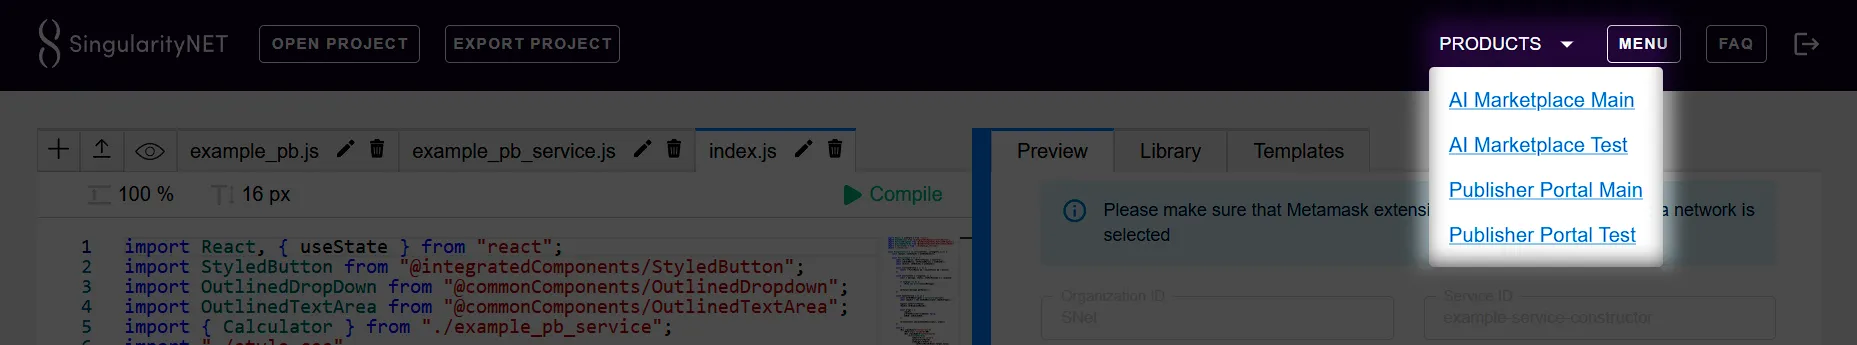 SingularityNET OPEN PROJECT EXPORT PROJECT PRODUCTS MENU FAQ
AI Marketplace Main
AI Marketplace Test
Publisher Portal Main
Publisher Portal Test
example_pb.js example_pb_service.js index.js
100 % 16 px Compile
1 import React, { useState } from "react";
2 import StyledButton from "@integratedComponents/StyledButton";
3 import OutlinedDropDown from "@commonComponents/OutlinedDropdown";
4 import OutlinedTextArea from "@commonComponents/OutlinedTextArea";
5 import { Calculator } from "./example_pb_service";
Preview Library Templates
Please make sure that Metamask extensi a network is
selected
Organization ID
SNet
Service ID
example-service-constructor